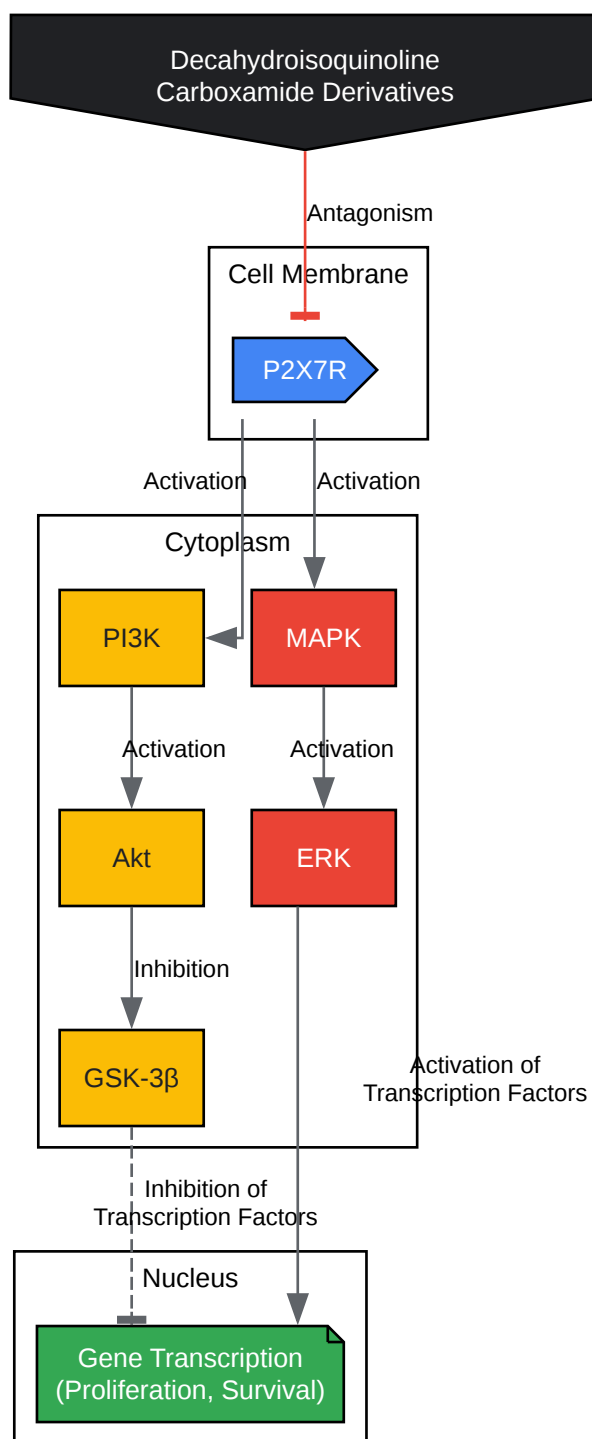 Decahydroisoquinoline
Carboxamide Derivatives
Antagonism
Cell Membrane
P2X7R
Activation
Activation
Cytoplasm
PI3K
MAPK
Activation
Activation
Akt
ERK
Inhibition
GSK-3β
Activation of
Transcription Factors
Inhibition of
Transcription Factors
Nucleus
Gene Transcription
(Proliferation, Survival)